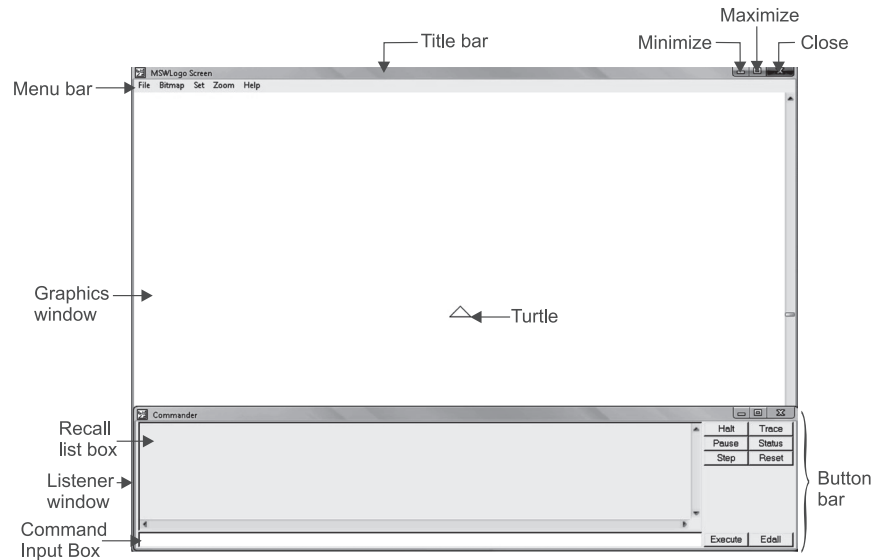 Maximize
Title bar
Minimize
Close
MSWLogo Screen
Menu bar
File Bitmap Set Zoom Help
Graphics
window
Turtle
Commander
Recall
list box
Halt Trace
Pause Status
Step Reset
Listener
window
Button
bar
Command
Input Box
Execute Edall